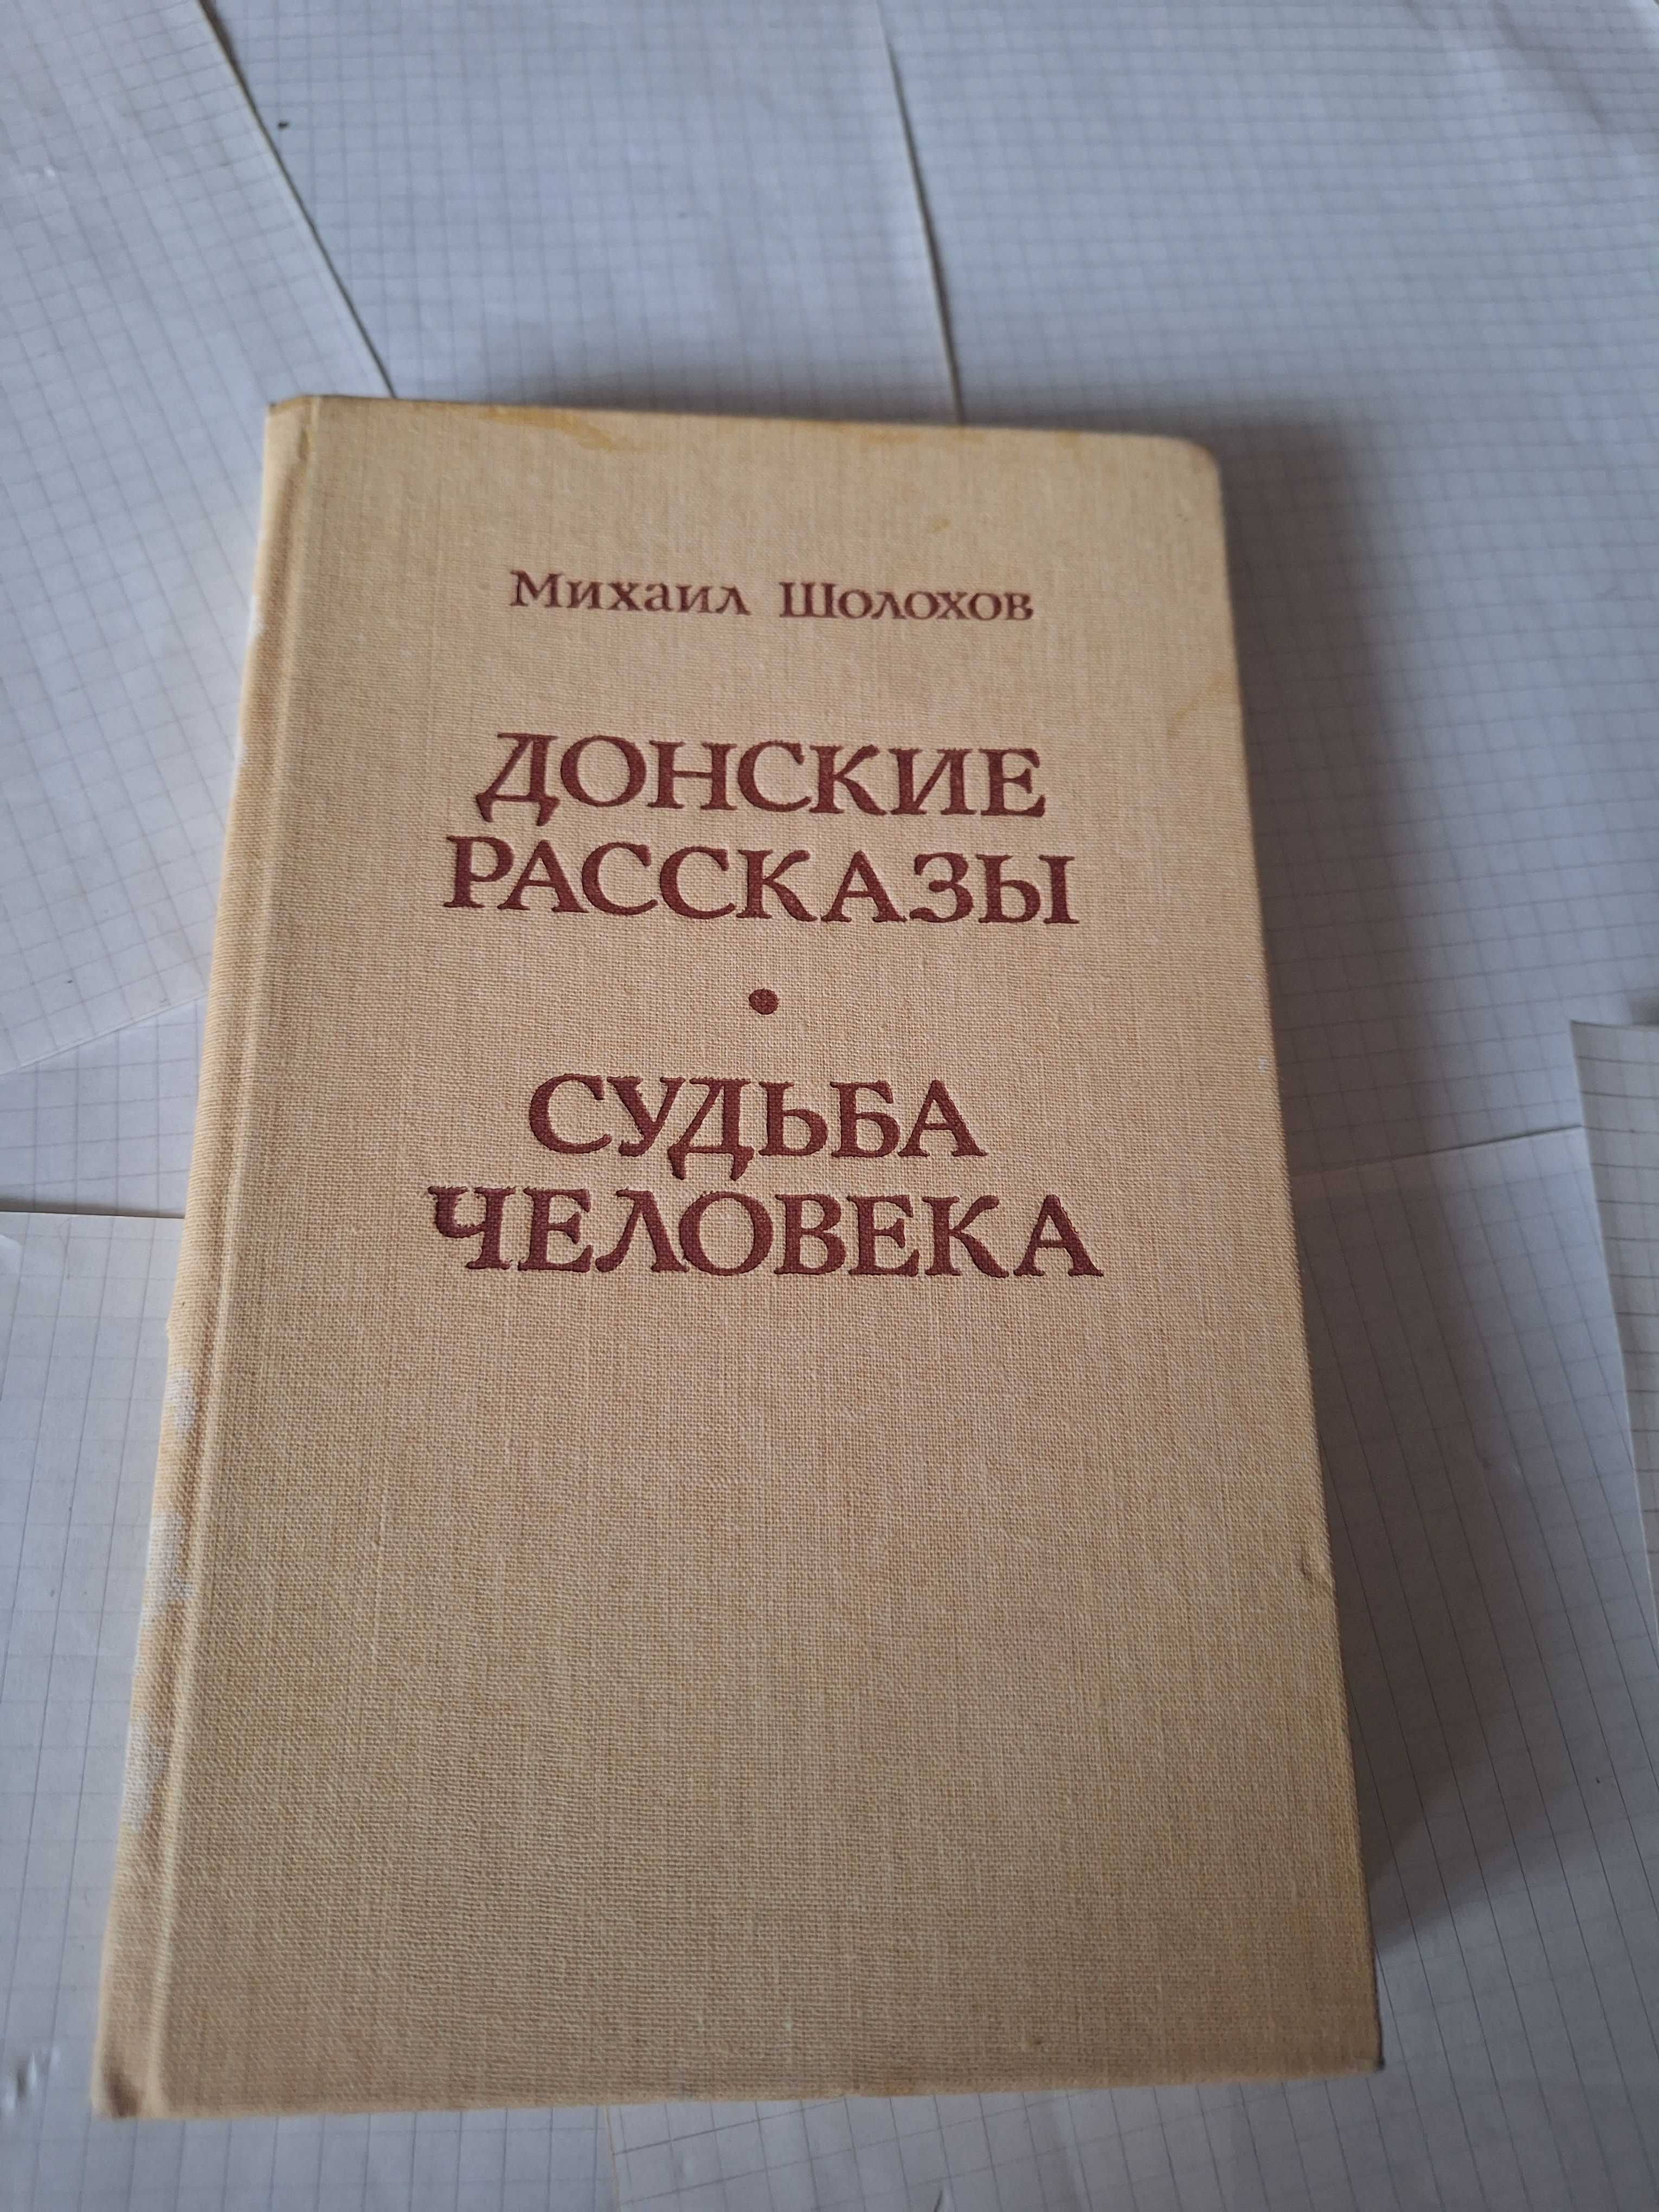 Михаил Шолохов
ДОНСКИЕ
РАССКАЗЫ
•
СУДЬБА
ЧЕЛОВЕКА